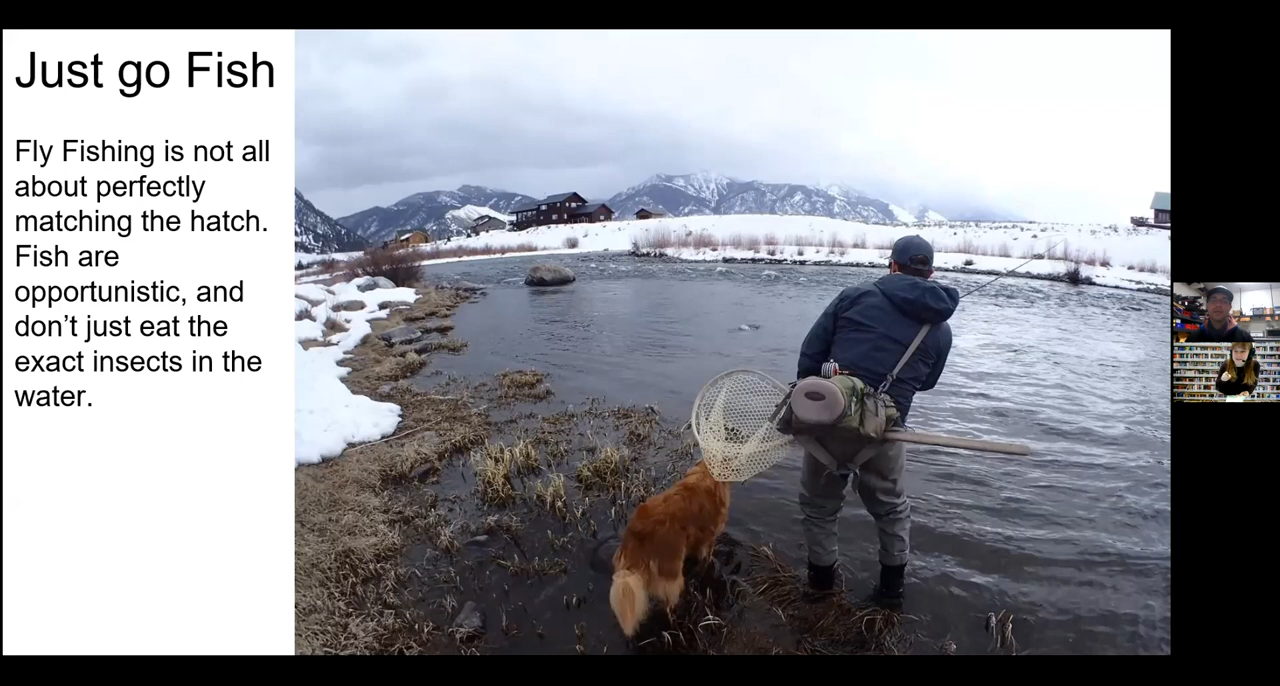 Just go Fish
Fly Fishing is not all
about perfectly
matching the hatch.
Fish are
opportunistic, and
don’t just eat the
exact insects in the
water.